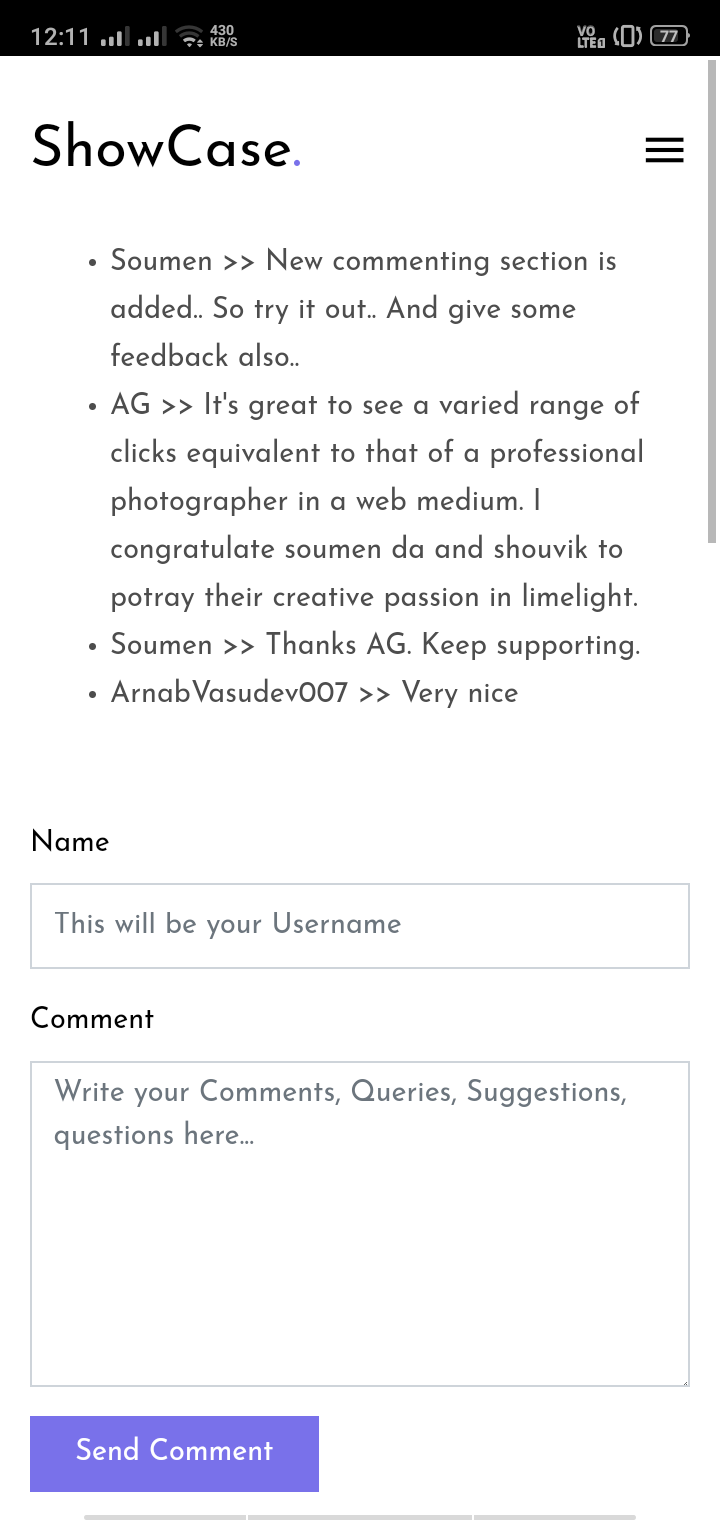 12:11 430 KB/S VO LTE 77
ShowCase.
• Soumen >> New commenting section is
added.. So try it out.. And give some
feedback also..
• AG >> It's great to see a varied range of
clicks equivalent to that of a professional
photographer in a web medium. I
congratulate soumen da and shouvik to
potray their creative passion in limelight.
• Soumen >> Thanks AG. Keep supporting.
• ArnabVasudev007 >> Very nice
Name
This will be your Username
Comment
Write your Comments, Queries, Suggestions,
questions here...
Send Comment